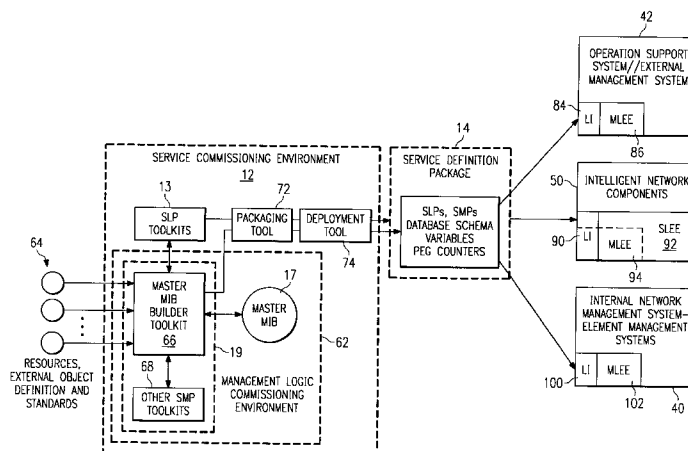 42
OPERATION SUPPORT
SYSTEM//EXTERNAL
MANAGEMENT SYSTEM
84
LI
MLEE
86
14
SERVICE DEFINITION
PACKAGE
SLPs, SMPs
DATABASE SCHEMA
VARIABLES
PEG COUNTERS
50
INTELLIGENT NETWORK
COMPONENTS
90
LI
MLEE
SLEE
92
94
INTERNAL NETWORK
MANAGEMENT SYSTEM-
ELEMENT MANAGEMENT
SYSTEMS
100
LI
MLEE
102
40
SERVICE COMMISSIONING ENVIRONMENT
12
13
72
SLP
TOOLKITS
PACKAGING
TOOL
DEPLOYMENT
TOOL
74
64
RESOURCES,
EXTERNAL OBJECT
DEFINITION AND
STANDARDS
MASTER
MIB
BUILDER
TOOLKIT
66
17
MASTER
MIB
62
19
68
OTHER SMP
TOOLKITS
MANAGEMENT LOGIC
COMMISSIONING
ENVIRONMENT